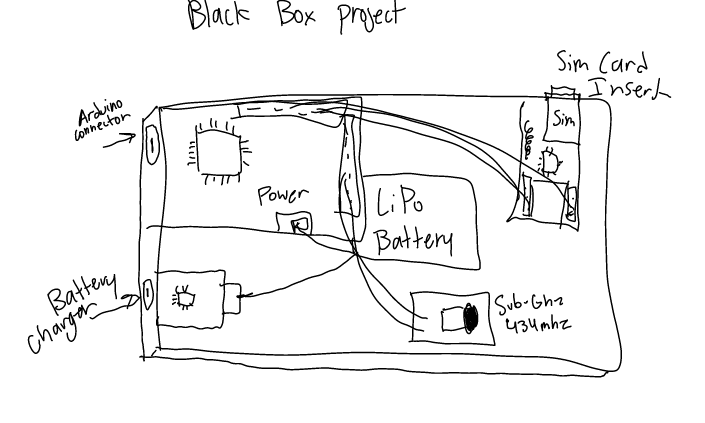 Black Box project
Sim Card
Insert
Arduino
connector
Sim
Power
LiPo
Battery
Battery
charger
Sub-Ghz
434mhz